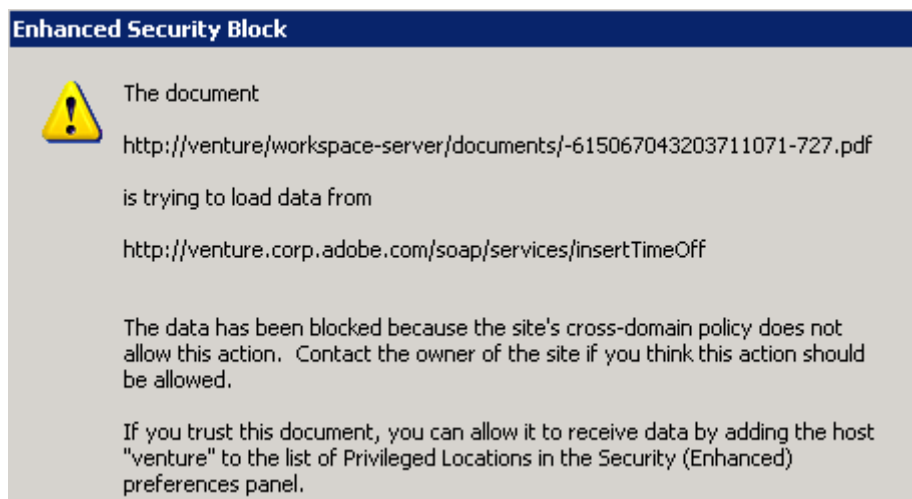 Enhanced Security Block
The document
http://venture/workspace-server/documents/-615067043203711071-727.pdf
is trying to load data from
http://venture.corp.adobe.com/soap/services/insertTimeOff
The data has been blocked because the site's cross-domain policy does not
allow this action.  Contact the owner of the site if you think this action should
be allowed.
If you trust this document, you can allow it to receive data by adding the host
"venture" to the list of Privileged Locations in the Security (Enhanced)
preferences panel.